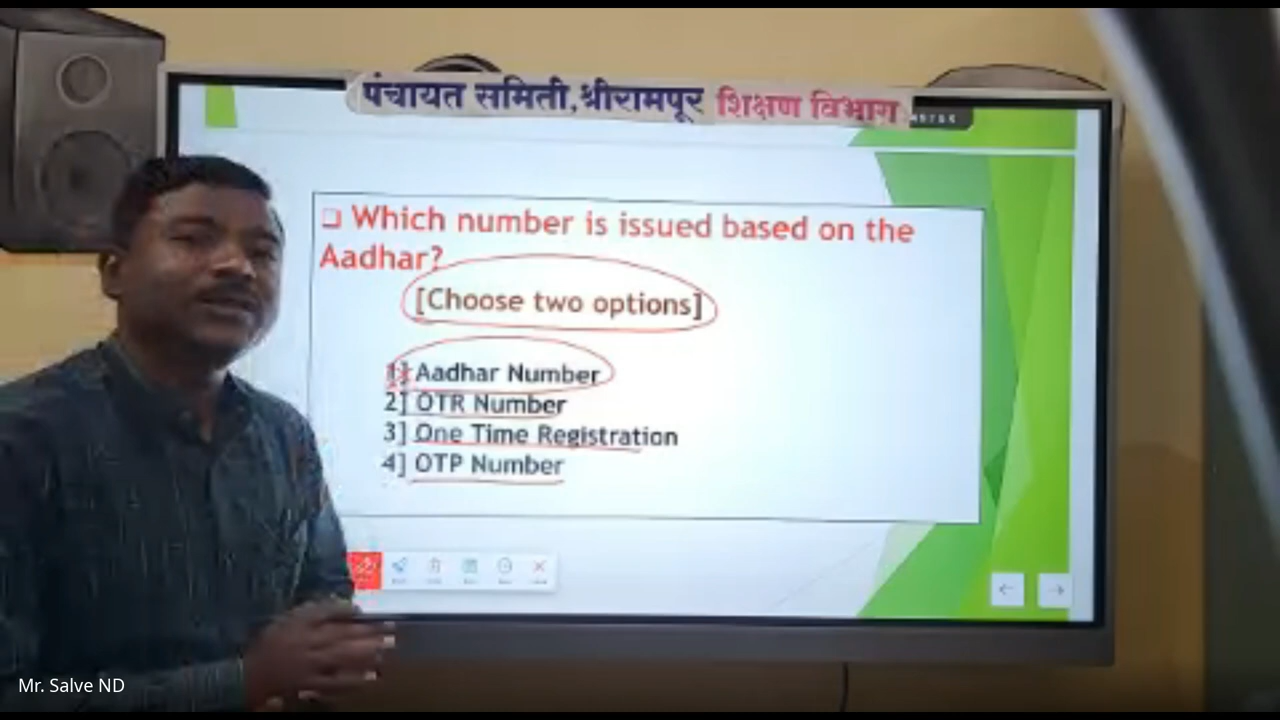 पंचायत समिती,श्रीरामपूर शिक्षण विभाग
❑ Which number is issued based on the
Aadhar?
[Choose two options]
1] Aadhar Number
2] OTR Number
3] One Time Registration
4] OTP Number
Mr. Salve ND